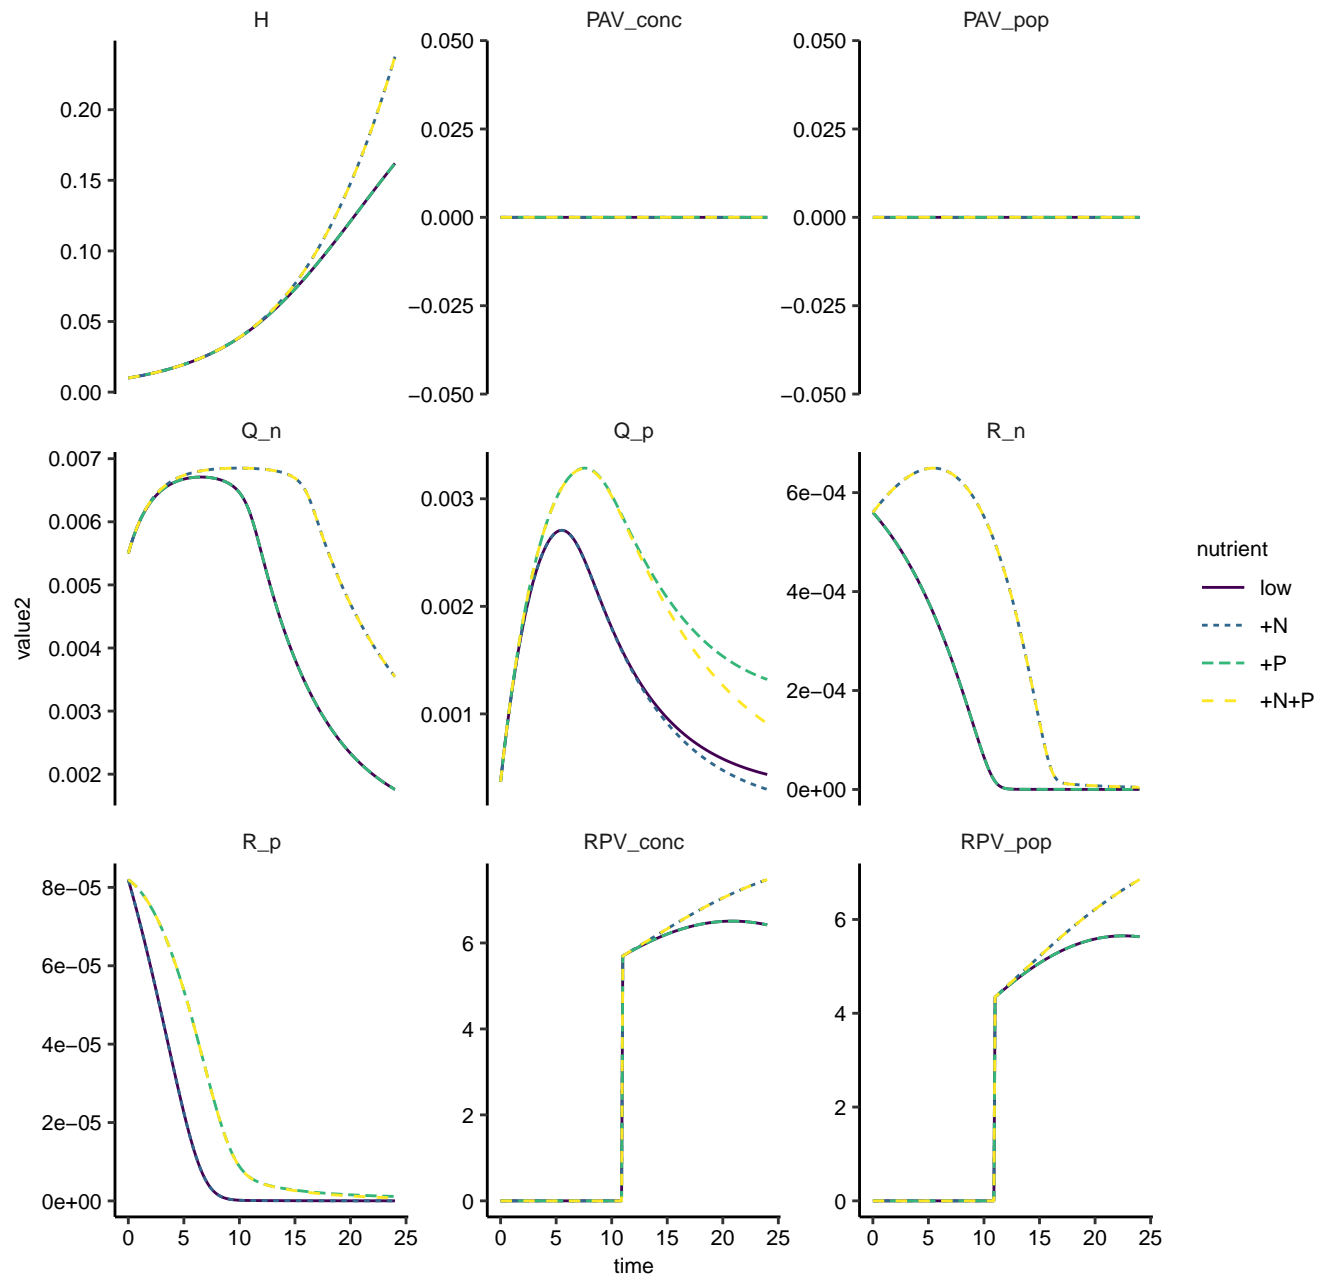 H
PAV_conc
PAV_pop
0.20
0.15
0.10
0.05
0.00
0.050
0.025
0.000
−0.025
−0.050
0.050
0.025
0.000
−0.025
−0.050
Q_n
Q_p
R_n
0.007
0.006
0.005
0.004
0.003
0.002
0.003
0.002
0.001
6e−04
4e−04
2e−04
0e+00
value2
nutrient
low
+N
+P
+N+P
R_p
RPV_conc
RPV_pop
8e−05
6e−05
4e−05
2e−05
0e+00
6
4
2
0
6
4
2
0
0 5 10 15 20 25
0 5 10 15 20 25
0 5 10 15 20 25
time